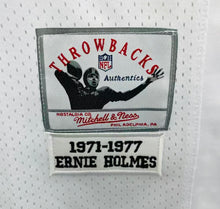 THROWBACKS
NFL
Authentics
NOSTALGIA CO.
Mitchell & Ness
PHILADELPHIA, PA
1971-1977
ERNIE HOLMES